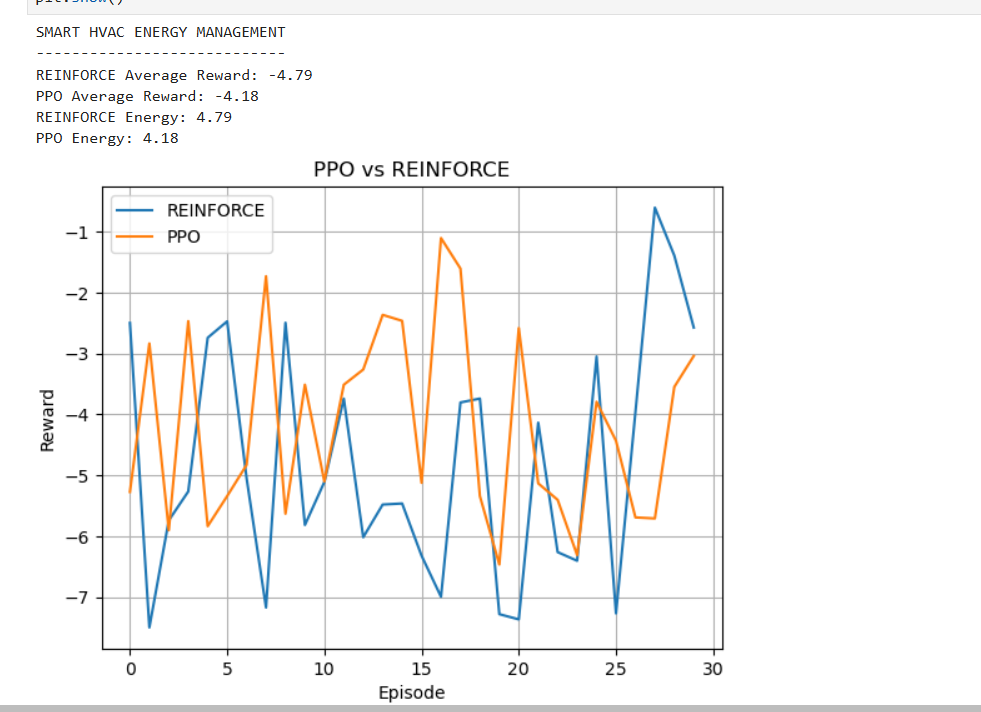 plt.show()
SMART HVAC ENERGY MANAGEMENT
----------------------------
REINFORCE Average Reward: -4.79
PPO Average Reward: -4.18
REINFORCE Energy: 4.79
PPO Energy: 4.18
PPO vs REINFORCE
REINFORCE
PPO
−1
−2
−3
−4
−5
−6
−7
Reward
0 5 10 15 20 25 30
Episode